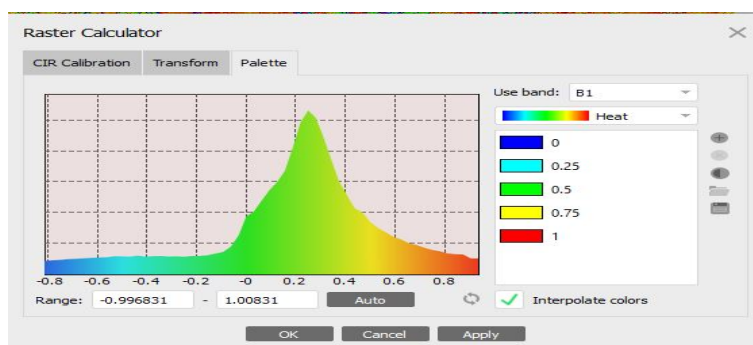 Raster Calculator
CIR Calibration Transform Palette
Use band: B1
Heat
0
0.25
0.5
0.75
1
-0.8 -0.6 -0.4 -0.2 -0 0.2 0.4 0.6 0.8
Range: -0.996831 - 1.00831 Auto
Interpolate colors
OK Cancel Apply